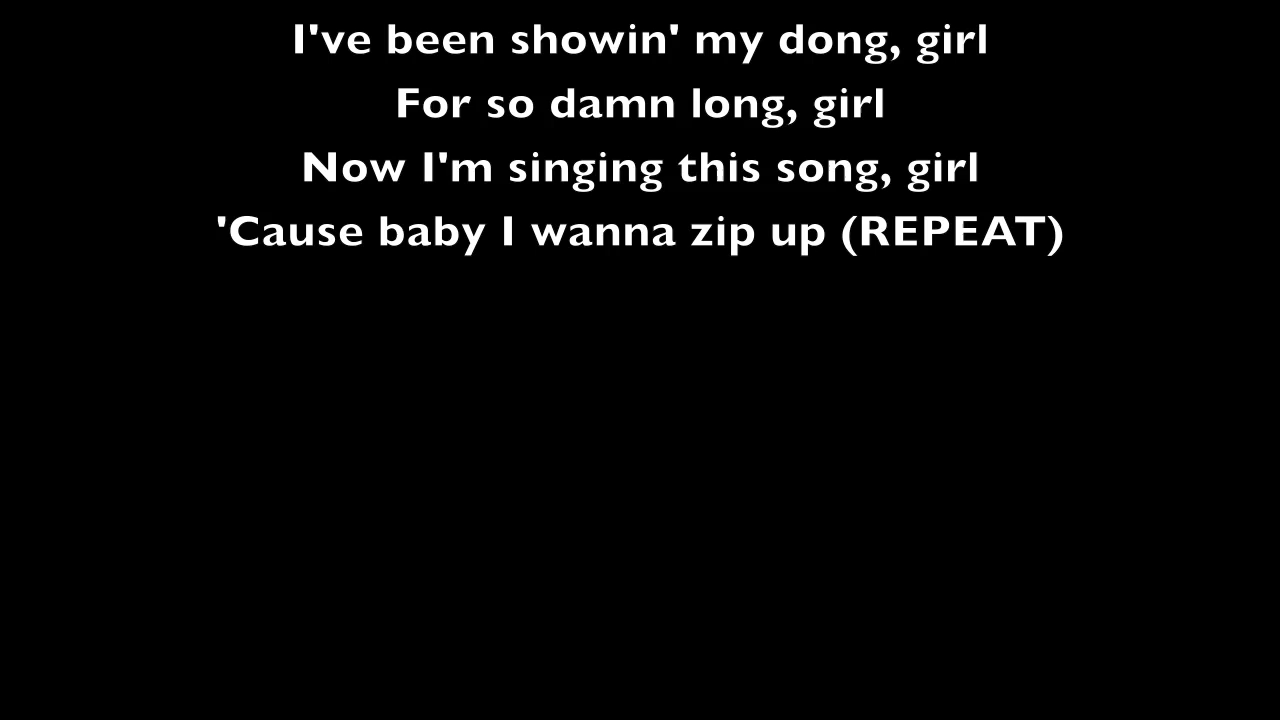 I've been showin' my dong, girl
For so damn long, girl
Now I'm singing this song, girl
'Cause baby I wanna zip up (REPEAT)